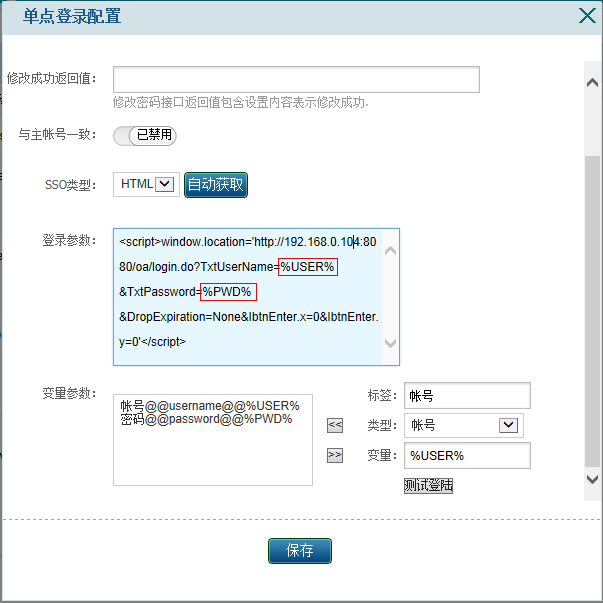 单点登录配置
修改成功返回值：
修改密码接口返回值包含设置内容表示修改成功.
与主帐号一致： 已禁用
SSO类型： HTML 自动获取
登录参数： <script>window.location='http://192.168.0.104:80
80/oa/login.do?TxtUserName=%USER%
&TxtPassword=%PWD%
&DropExpiration=None&lbtnEnter.x=0&lbtnEnter.
y=0'</script>
变量参数： 帐号@@username@@%USER%
密码@@password@@%PWD%
<<
>>
标签： 帐号
类型： 帐号
变量： %USER%
测试登陆
保存